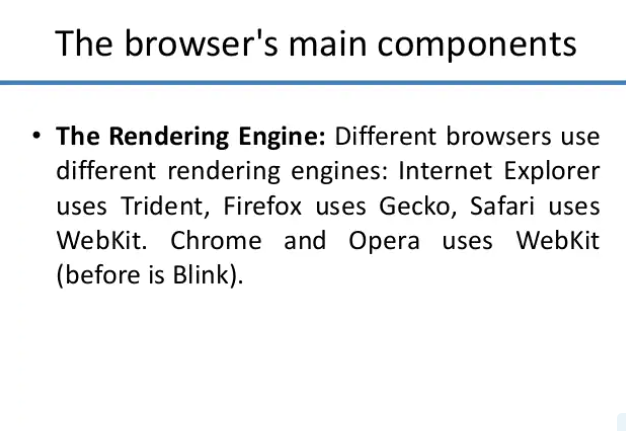 The browser's main components
• The Rendering Engine: Different browsers use
different rendering engines: Internet Explorer
uses Trident, Firefox uses Gecko, Safari uses
WebKit. Chrome and Opera uses WebKit
(before is Blink).